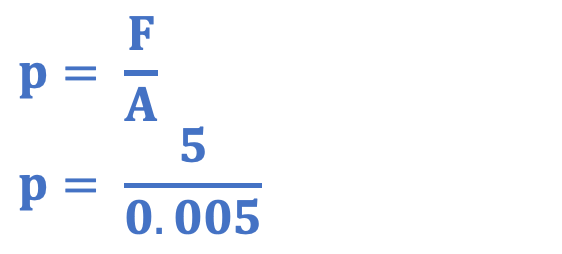 p = F/A
p = 5/0.005